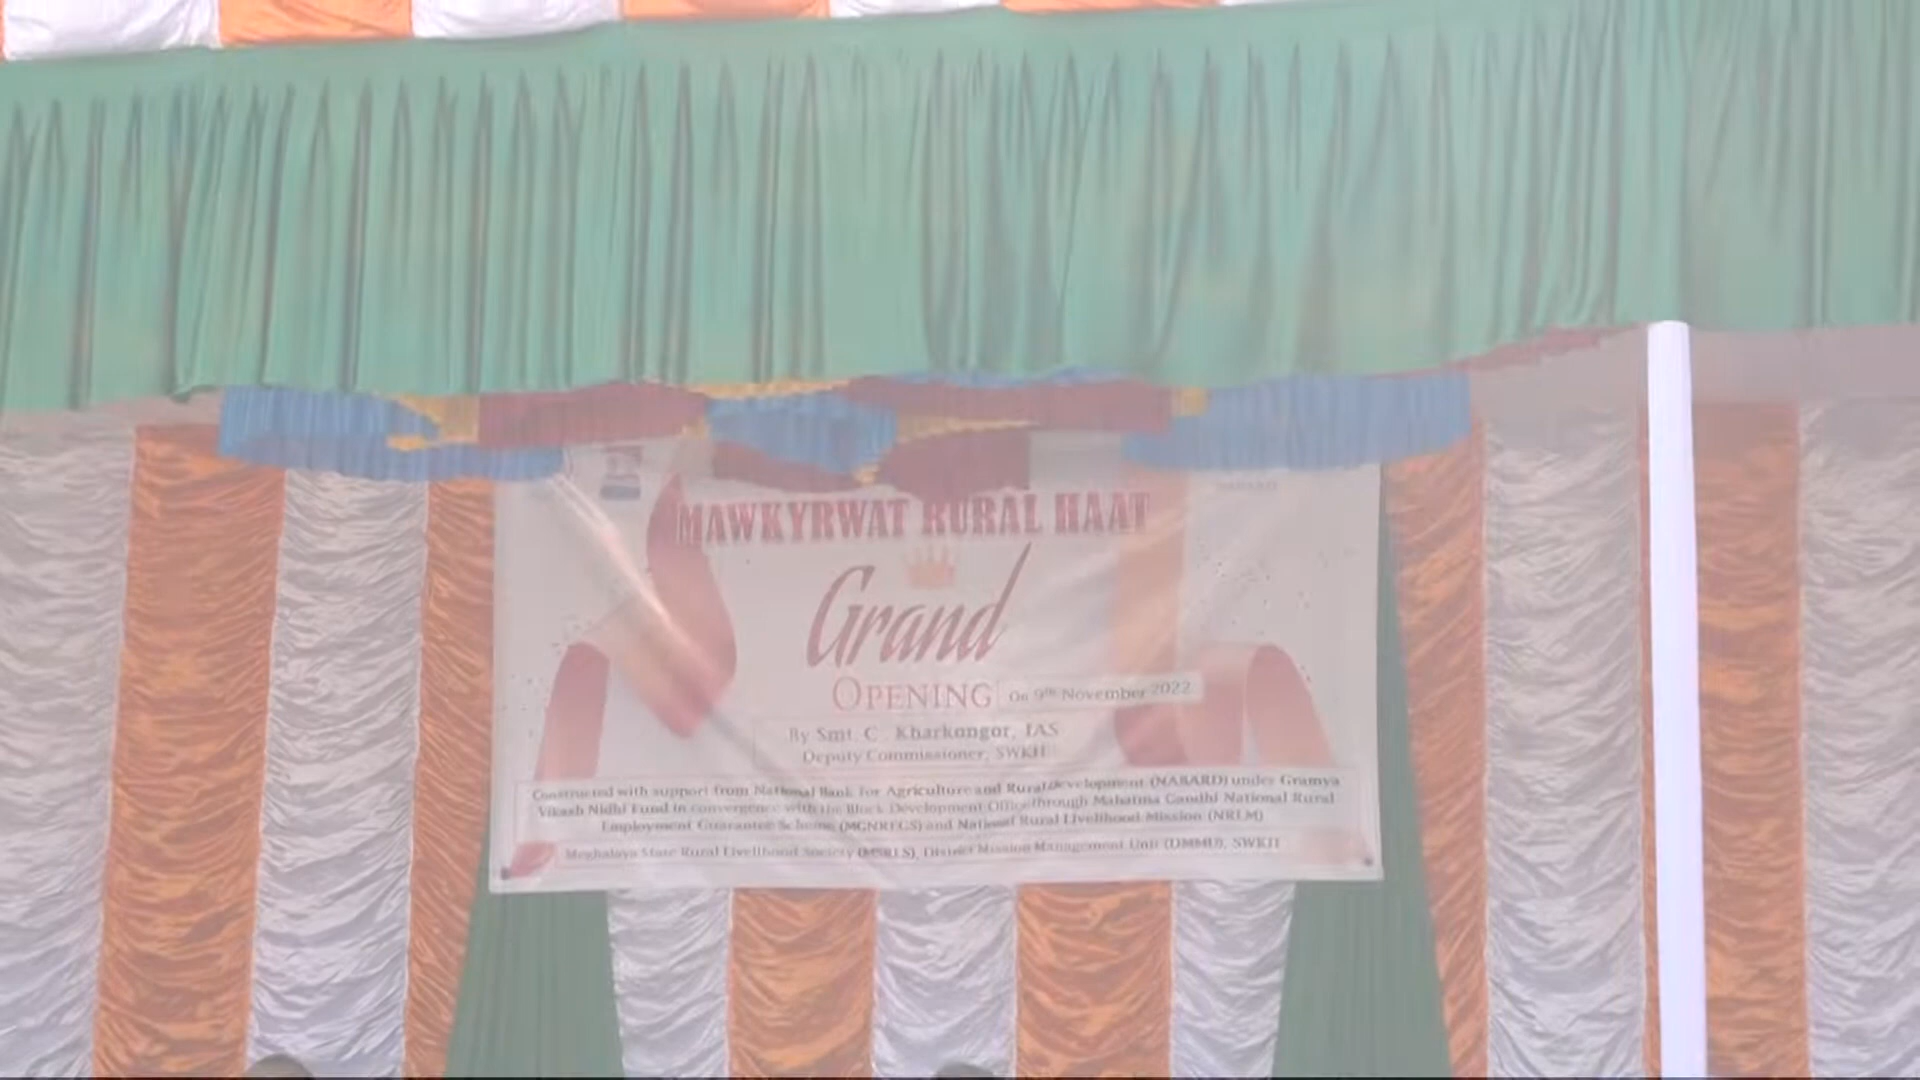 MAWKYRWAT RURAL HAAT
Grand
OPENING On 9th November 2022
By Smt. C . Kharkongor, IAS
Deputy Commissioner, SWKH
Constructed with support from National Bank for Agriculture and Rural Development (NABARD) under Gramya
Vikash Nidhi Fund in convergence with the Block Development Office through Mahatma Gandhi National Rural
Employment Guarantee Scheme (MGNREGS) and National Rural Livelihood Mission (NRLM)
Meghalaya State Rural Livelihood Society (MSRLS), District Mission Management Unit (DMMU), SWKH